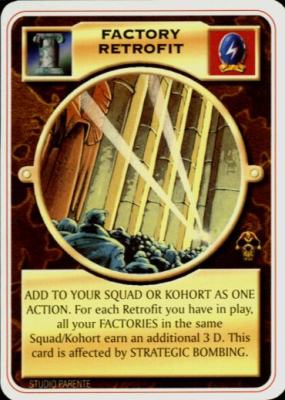 FACTORY
RETROFIT
ADD TO YOUR SQUAD OR KOHORT AS ONE
ACTION. For each Retrofit you have in play,
all your FACTORIES in the same
Squad/Kohort earn an additional 3 D. This
card is affected by STRATEGIC BOMBING.
STUDIO PARENTE